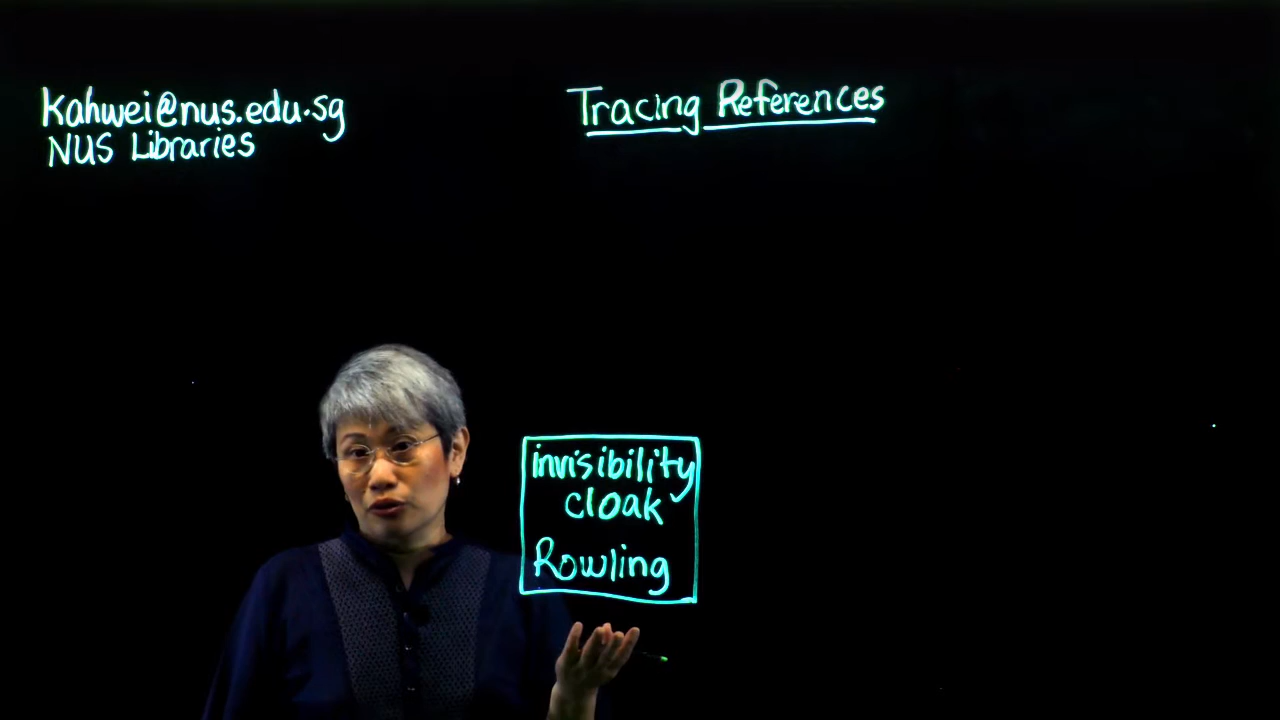 Kahwei@nus.edu.sg
NUS Libraries
Tracing References
invisibility
cloak
Rowling